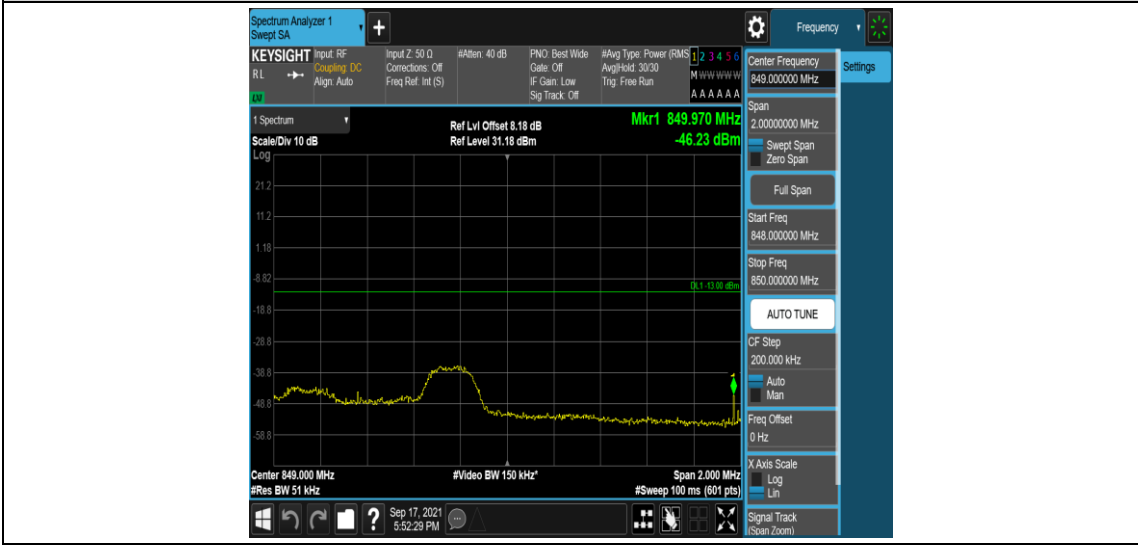 Spectrum Analyzer 1
Swept SA
+
Frequency
KEYSIGHT
RL
LM
Input: RF
Coupling: DC
Align: Auto
Input Z: 50 Ω
Corrections: Off
Freq Ref: Int (S)
#Atten: 40 dB
PNO: Best Wide
Gate: Off
IF Gain: Low
Sig Track: Off
#Avg Type: Power (RMS
Avg|Hold: 30/30
Trig: Free Run
1 2 3 4 5 6
M W W W W W
A A A A A A
1 Spectrum
Scale/Div 10 dB
Log
Ref Lvl Offset 8.18 dB
Ref Level 31.18 dBm
Mkr1 849.970 MHz
-46.23 dBm
21.2
11.2
1.18
-8.82
DL1 -13.00 dBm
-18.8
-28.8
-38.8
-48.8
-58.8
1
Center 849.000 MHz
#Video BW 150 kHz*
Span 2.000 MHz
#Res BW 51 kHz
#Sweep 100 ms (601 pts)
?
Sep 17, 2021
5:52:29 PM
Center Frequency
849.000000 MHz
Settings
Span
2.00000000 MHz
Swept Span
Zero Span
Full Span
Start Freq
848.000000 MHz
Stop Freq
850.000000 MHz
AUTO TUNE
CF Step
200.000 kHz
Auto
Man
Freq Offset
0 Hz
X Axis Scale
Log
Lin
Signal Track
(Span Zoom)